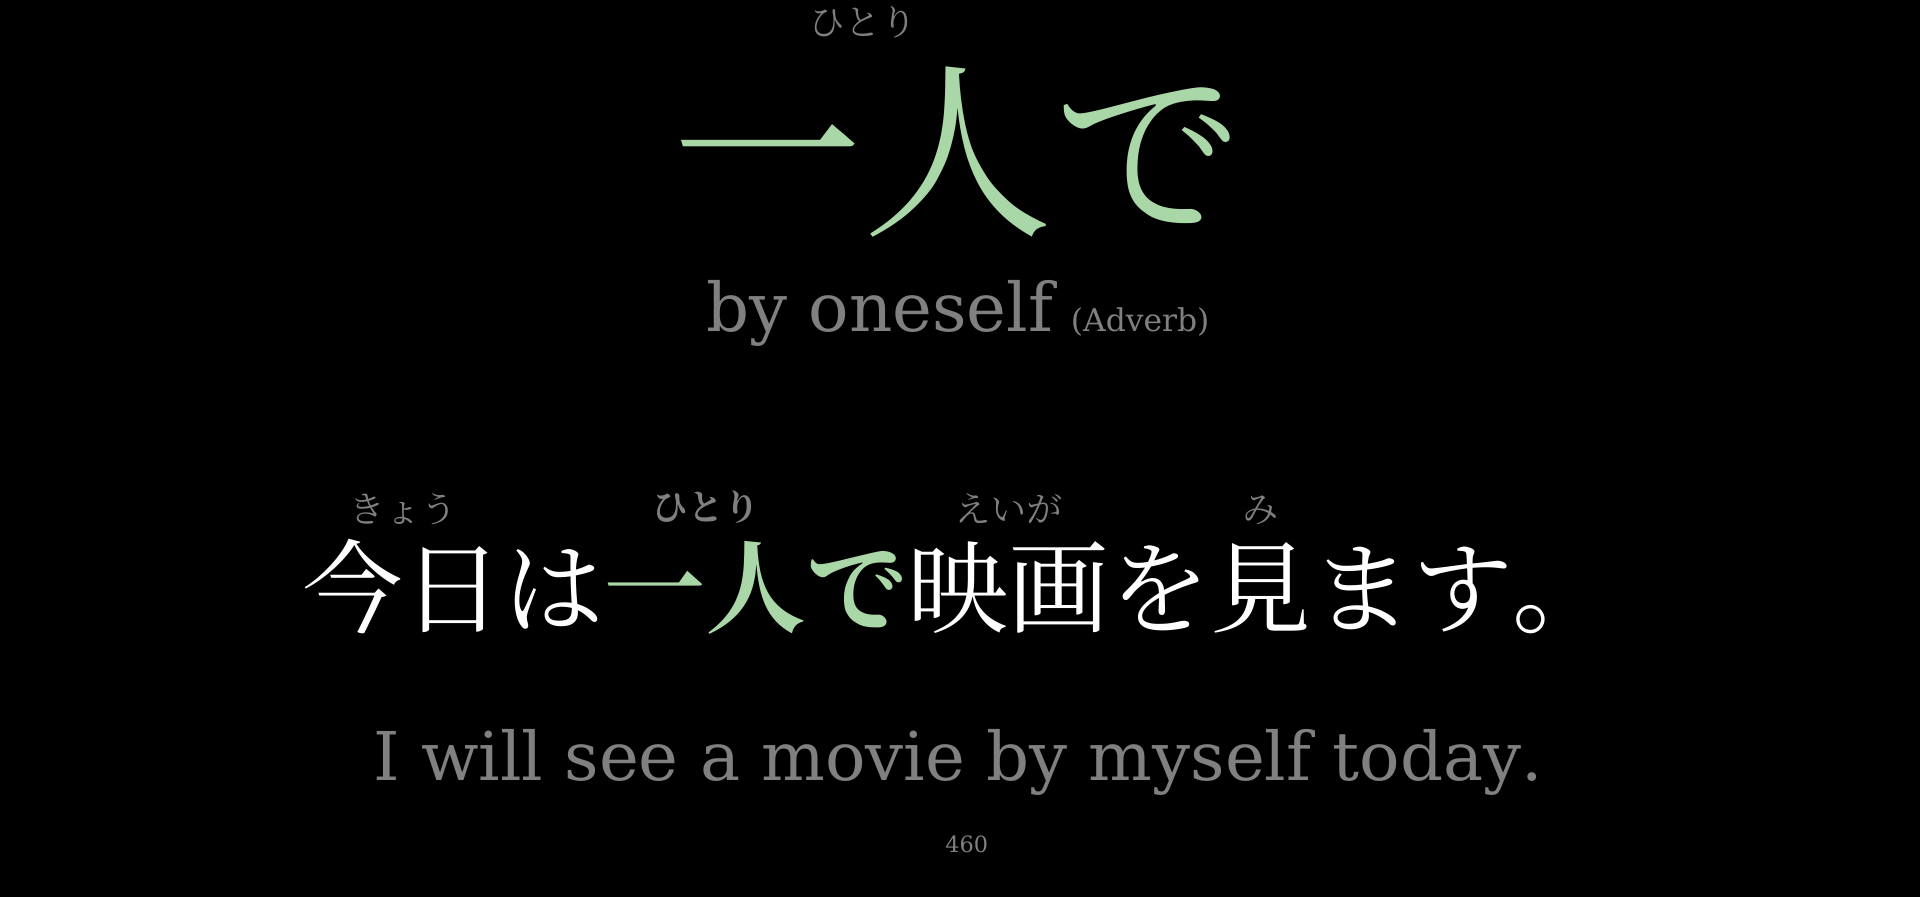 ひとり
一人で
by oneself (Adverb)
きょう ひとり えいが み
今日は一人で映画を見ます。
I will see a movie by myself today.
460